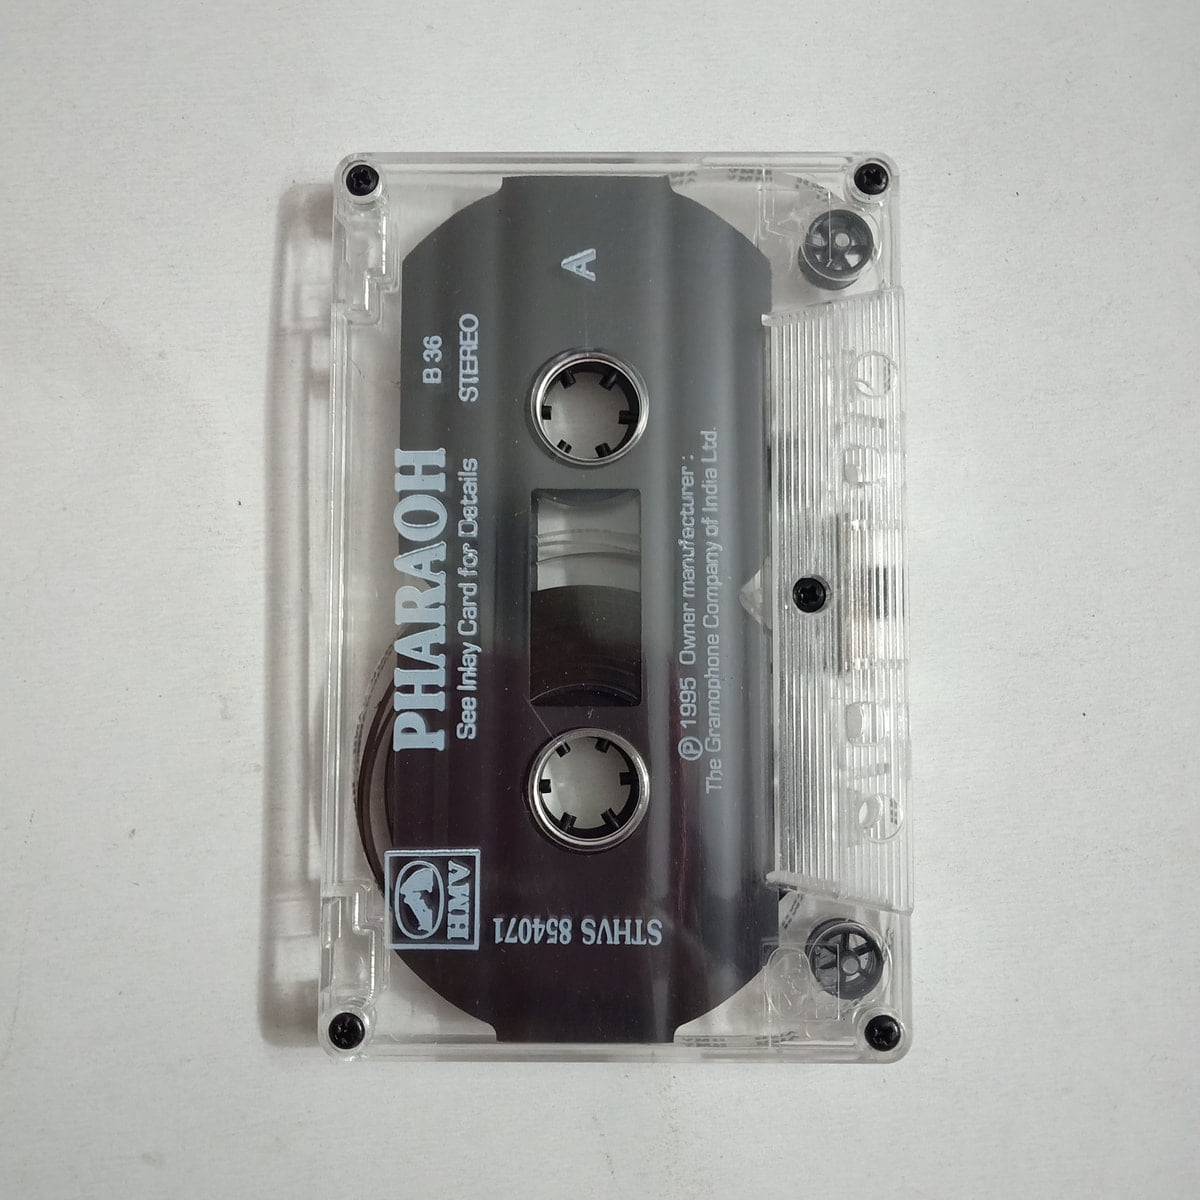 PHARAOH
B 36
See Inlay Card for Details
STEREO
A
HMV
STHVS 854071
℗ 1995 Owner manufacturer :
The Gramophone Company of India Ltd.